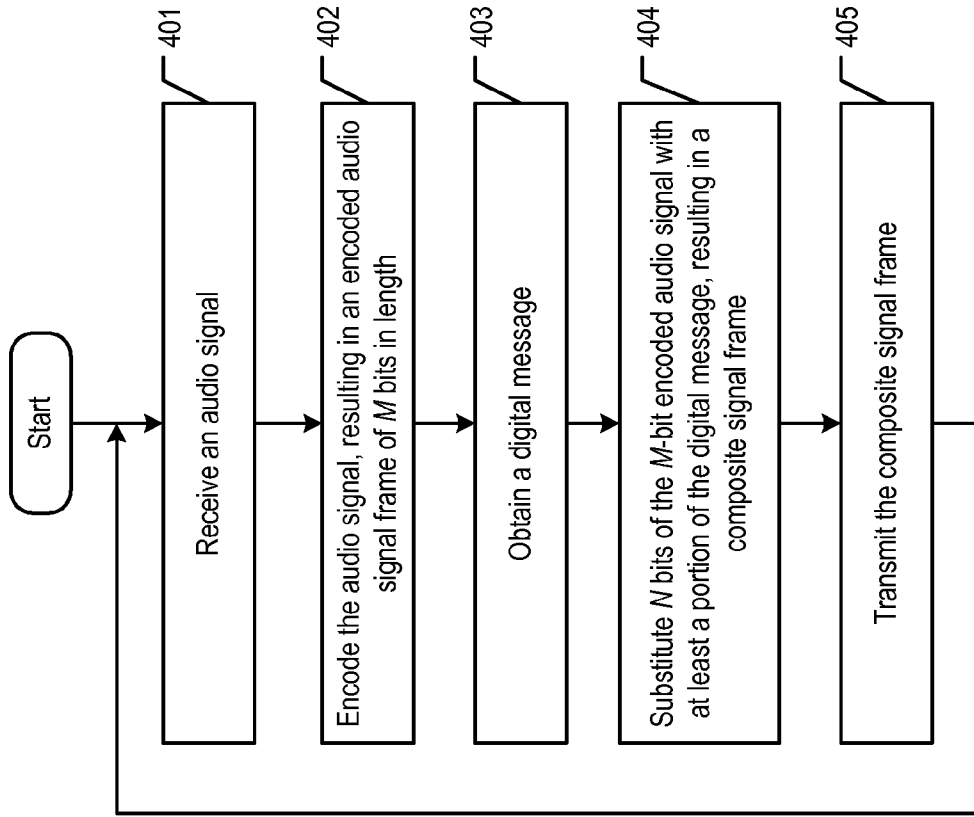 Start
401
Receive an audio signal
402
Encode the audio signal, resulting in an encoded audio
signal frame of M bits in length
403
Obtain a digital message
404
Substitute N bits of the M-bit encoded audio signal with
at least a portion of the digital message, resulting in a
composite signal frame
405
Transmit the composite signal frame